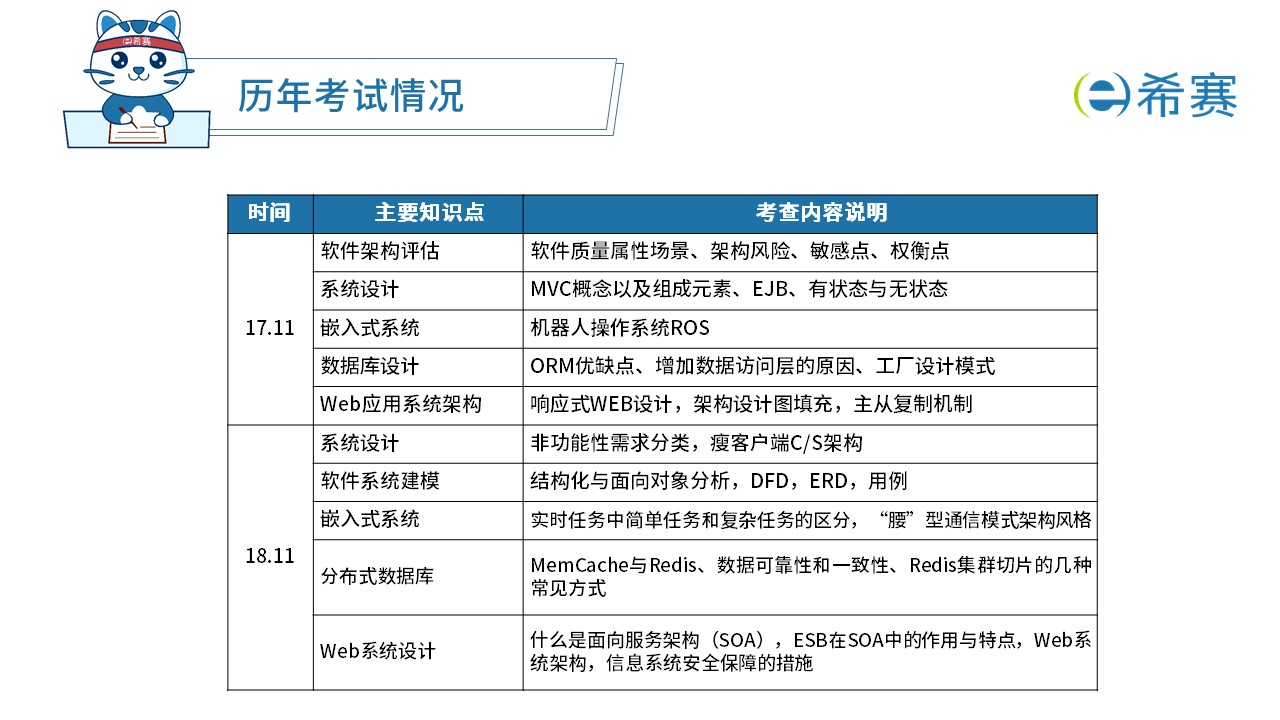 希赛
历年考试情况
希赛
时间 主要知识点 考查内容说明
17.11
软件架构评估 软件质量属性场景、架构风险、敏感点、权衡点
系统设计 MVC概念以及组成元素、EJB、有状态与无状态
嵌入式系统 机器人操作系统ROS
数据库设计 ORM优缺点、增加数据访问层的原因、工厂设计模式
Web应用系统架构 响应式WEB设计，架构设计图填充，主从复制机制
18.11
系统设计 非功能性需求分类，瘦客户端C/S架构
软件系统建模 结构化与面向对象分析，DFD，ERD，用例
嵌入式系统 实时任务中简单任务和复杂任务的区分，“腰”型通信模式架构风格
分布式数据库 MemCache与Redis、数据可靠性和一致性、Redis集群切片的几种
常见方式
Web系统设计 什么是面向服务架构（SOA），ESB在SOA中的作用与特点，Web系
统架构，信息系统安全保障的措施